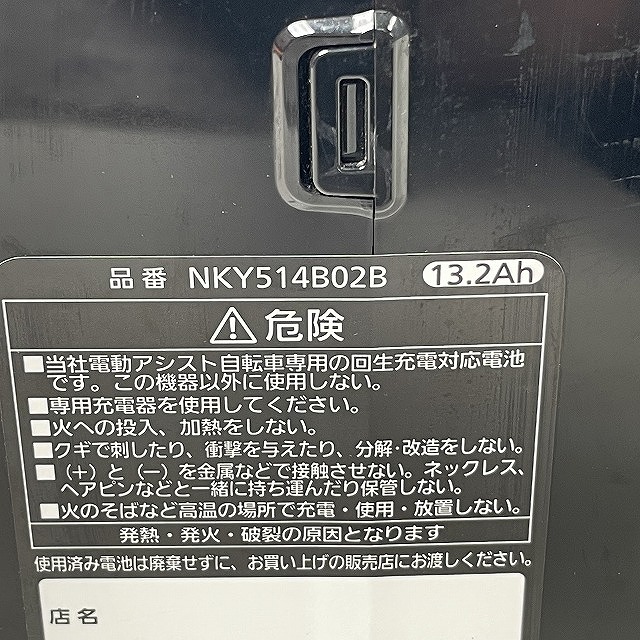 品番 NKY514B02B 13.2Ah
危険
■当社電動アシスト自転車専用の回生充電対応電池
です。この機器以外に使用しない。
■専用充電器を使用してください。
■火への投入、加熱をしない。
■クギで刺したり、衝撃を与えたり、分解・改造をしない。
■（＋）と（－）を金属などで接触させない。ネックレス、
ヘアピンなどと一緒に持ち運んだり保管しない。
■火のそばなど高温の場所で充電・使用・放置しない。
発熱・発火・破裂の原因となります
使用済み電池は廃棄せずに、お買い上げの販売店にお渡しください。
店名